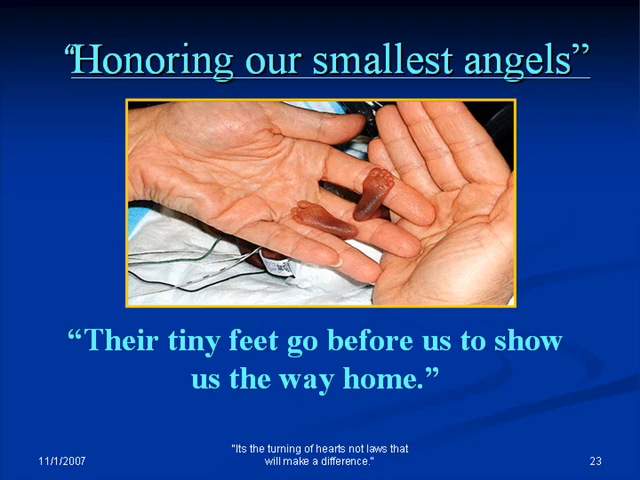 “Honoring our smallest angels”
“Their tiny feet go before us to show
us the way home.”
11/1/2007
"Its the turning of hearts not laws that
will make a difference."
23